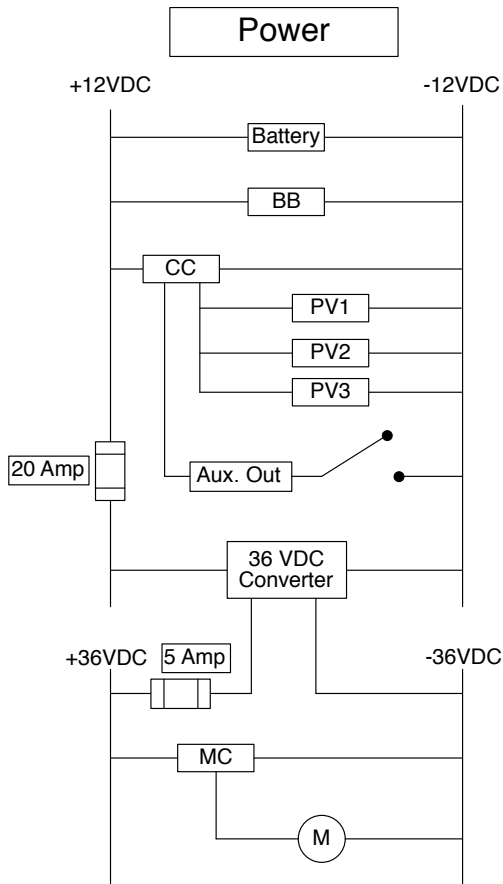 Power
+12VDC
-12VDC
Battery
BB
CC
PV1
PV2
PV3
20 Amp
Aux. Out
36 VDC
Converter
+36VDC
5 Amp
-36VDC
MC
M